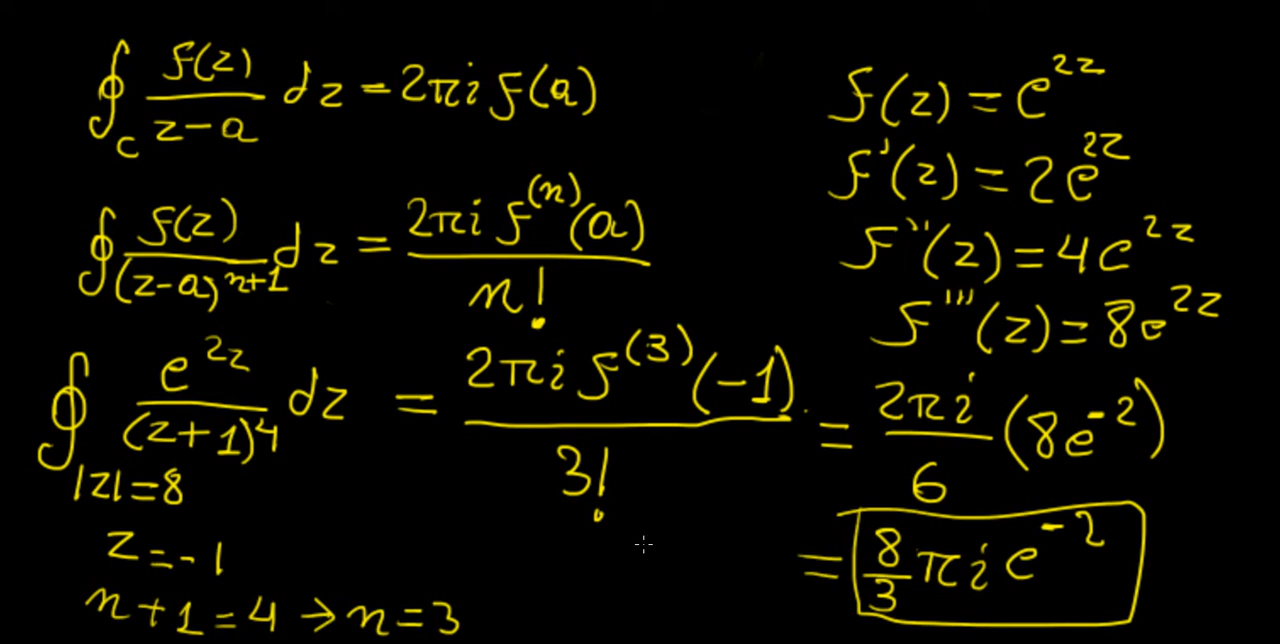 ∮_C f(z)/(z-a) dz = 2πi f(a)
∮ f(z)/(z-a)^(n+1) dz = 2πi f^(n)(a)/n!
∮_|z|=8 e^(2z)/(z+1)^4 dz = 2πi f^(3)(-1)/3! = 2πi/6 (8e^(-2))
= 8/3 πi e^(-2)
z=-1
n+1=4→n=3
f(z)=e^(2z)
f'(z)=2e^(2z)
f''(z)=4e^(2z)
f'''(z)=8e^(2z)